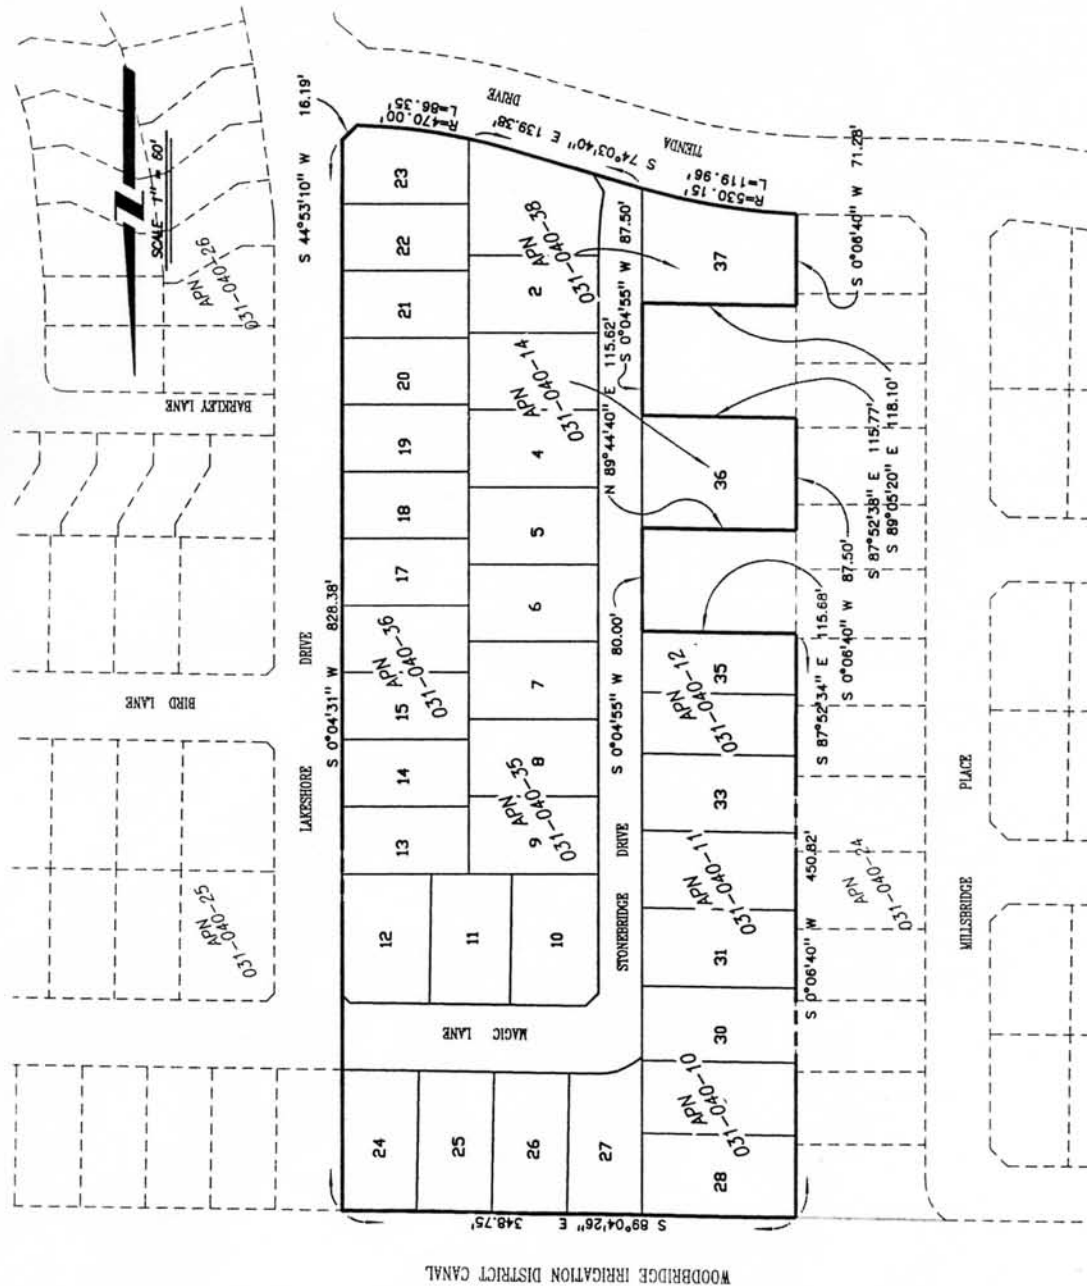 SCALE 1" = 60'
APN
031-040-26
BARKLEY LANE
S 44°53'10" W 16.19'
R=470.00'
L=86.35'
S 74°03'40" E 139.38'
TIENDA
DRIVE
R=530.15'
L=119.96'
S 0°06'40" W 71.28'
23
22
21
20
19
18
17
APN
031-040-36
15
14
13
12
11
10
APN
031-040-38
2
APN
031-040-14
4
5
6
7
8
APN
031-040-35
9
S 0°04'55" W 87.50'
N 89°44'40" E 115.62'
37
36
S 89°05'20" E 118.10'
S 87°52'38" E 115.77'
S 0°06'40" W 87.50'
S 87°52'34" E 115.68'
S 0°04'55" W 80.00'
LAKESHORE DRIVE
S 0°04'31" W 828.38'
BIRD LANE
APN
031-040-25
STONEBRIDGE DRIVE
35
APN
031-040-12
33
APN
031-040-11
31
30
APN
031-040-10
28
S 0°06'40" W 450.82'
APN
MILLSBRIDGE PLACE
MAGIC LANE
24
25
26
27
S 89°04'26" E 348.75'
WOODBRIDGE IRRIGATION DISTRICT CANAL